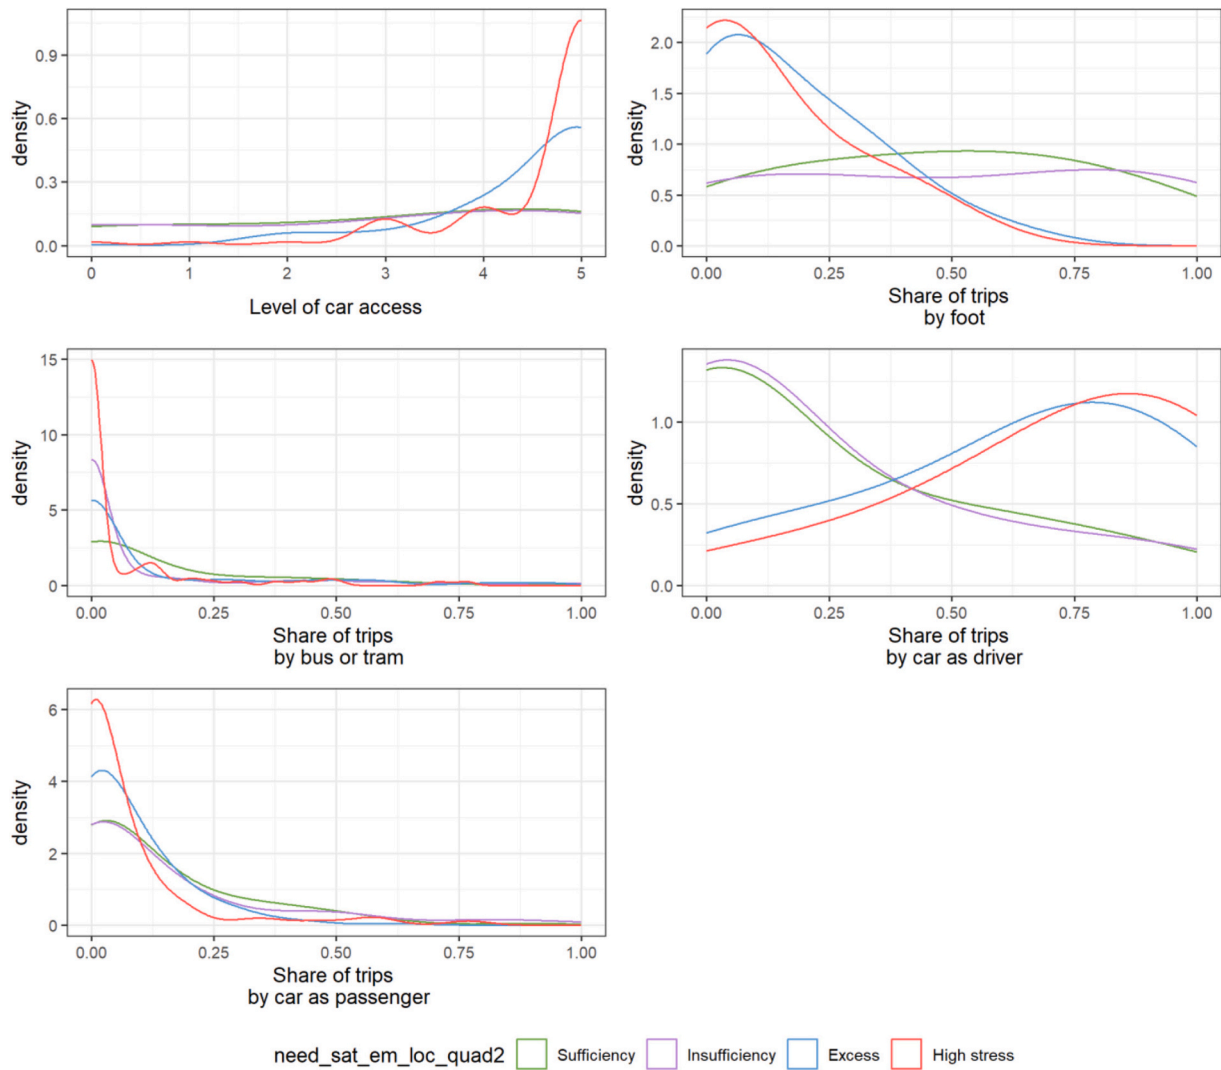 0.9
0.6
0.3
0.0
density
0
1
2
3
4
5
Level of car access
2.0
1.5
1.0
0.5
0.0
density
0.00
0.25
0.50
0.75
1.00
Share of trips
by foot
15
10
5
0
density
0.00
0.25
0.50
0.75
1.00
Share of trips
by bus or tram
1.0
0.5
0.0
density
0.00
0.25
0.50
0.75
1.00
Share of trips
by car as driver
6
4
2
0
density
0.00
0.25
0.50
0.75
1.00
Share of trips
by car as passenger
need_sat_em_loc_quad2
Sufficiency
Insufficiency
Excess
High stress